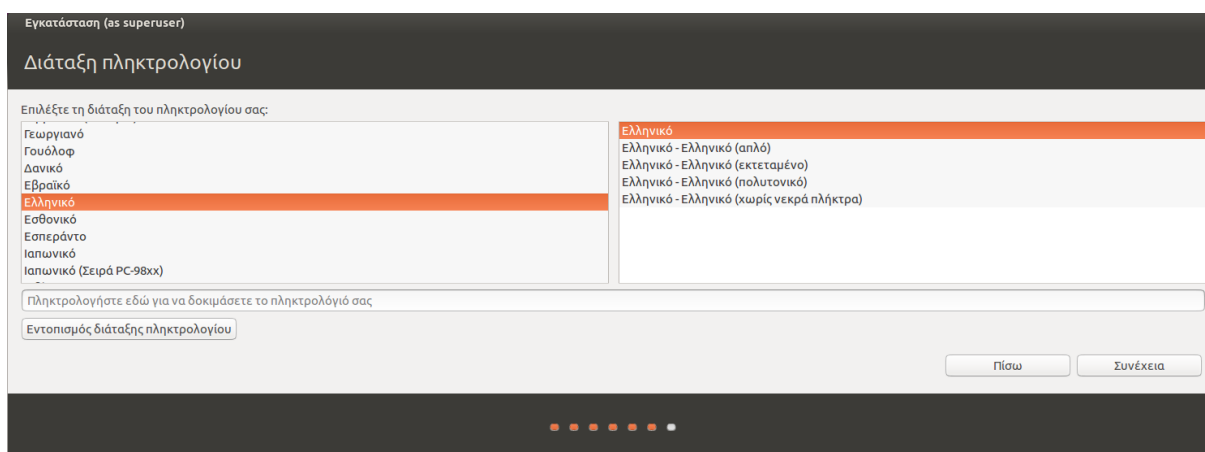 Εγκατάσταση (as superuser)
Διάταξη πληκτρολογίου
Επιλέξτε τη διάταξη του πληκτρολογίου σας:
Γεωργιανό
Γουόλοφ
Δανικό
Εβραϊκό
Ελληνικό
Εσθονικό
Εσπεράντο
Ιαπωνικό
Ιαπωνικό (Σειρά PC-98xx)
Ελληνικό
Ελληνικό - Ελληνικό (απλό)
Ελληνικό - Ελληνικό (εκτεταμένο)
Ελληνικό - Ελληνικό (πολυτονικό)
Ελληνικό - Ελληνικό (χωρίς νεκρά πλήκτρα)
Πληκτρολογήστε εδώ για να δοκιμάσετε το πληκτρολόγιό σας
Εντοπισμός διάταξης πληκτρολογίου
Πίσω
Συνέχεια